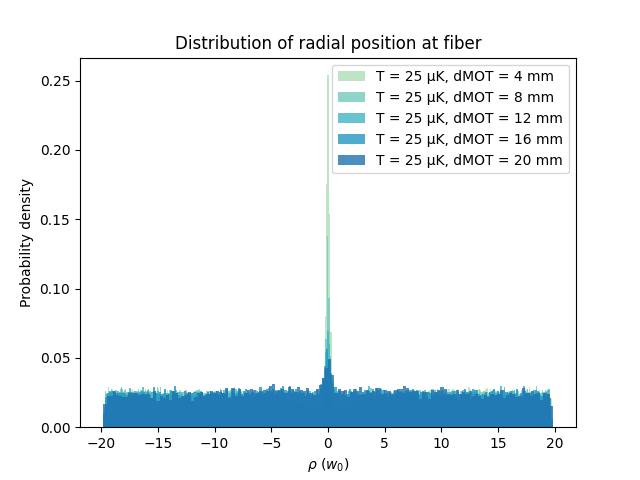 Distribution of radial position at fiber
T = 25 μK, dMOT = 4 mm
T = 25 μK, dMOT = 8 mm
T = 25 μK, dMOT = 12 mm
T = 25 μK, dMOT = 16 mm
T = 25 μK, dMOT = 20 mm
Probability density
0.25
0.20
0.15
0.10
0.05
0.00
−20 −15 −10 −5 0 5 10 15 20
ρ (w₀)